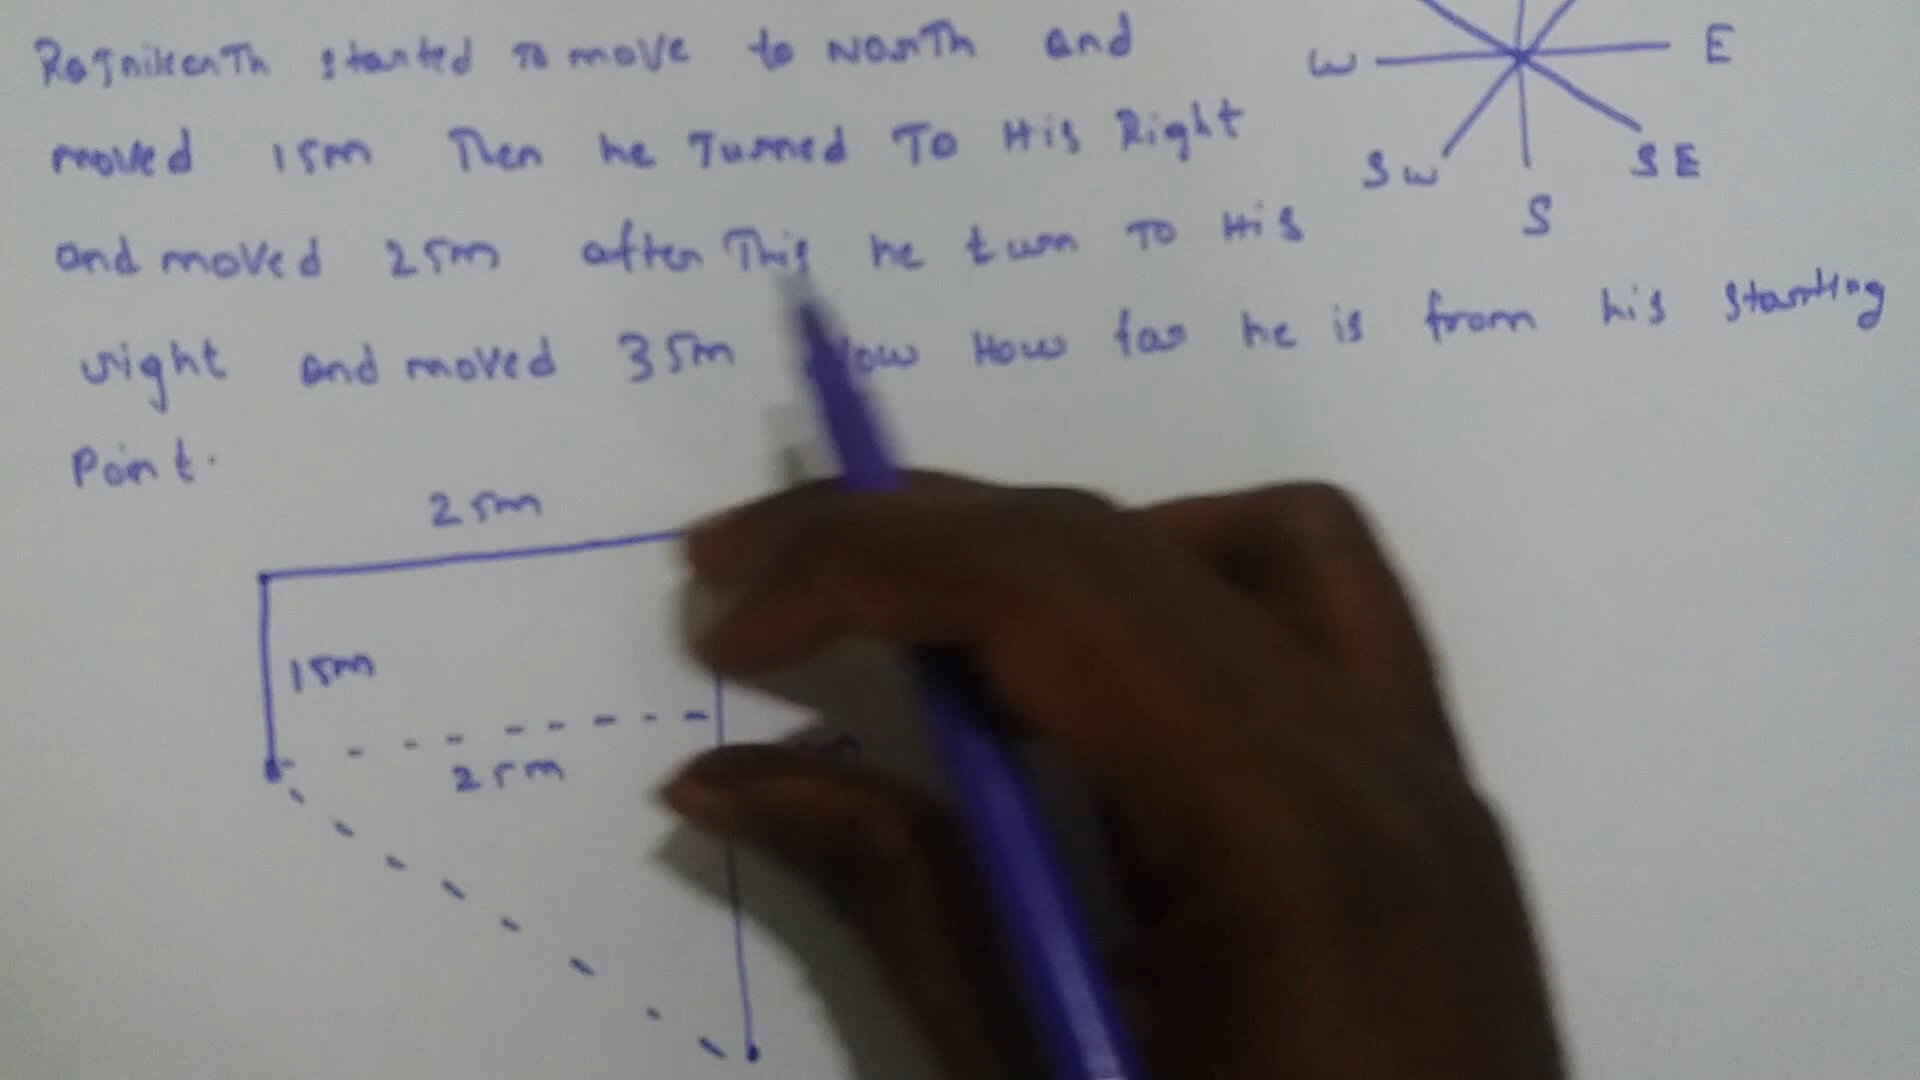 Rajnikenth started to move to North and
moved 15m Then he Turned To His Right
and moved 25m after This he turn To His
right and moved 35m Now How far he is from his starting
Point.
W E
SW SE
S
25m
15m
25m